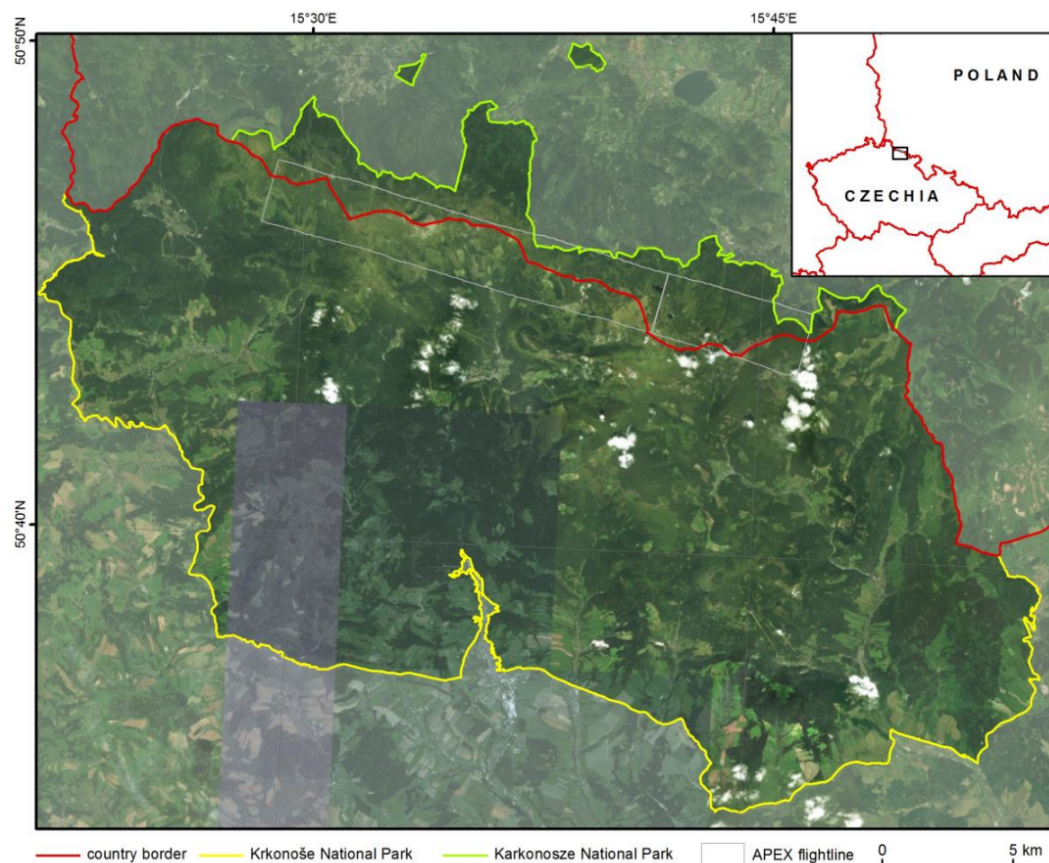 15°30'E
15°45'E
50°50'N
POLAND
CZECHIA
50°40'N
country border
Krkonoše National Park
Karkonosze National Park
APEX flightline
0
5 km